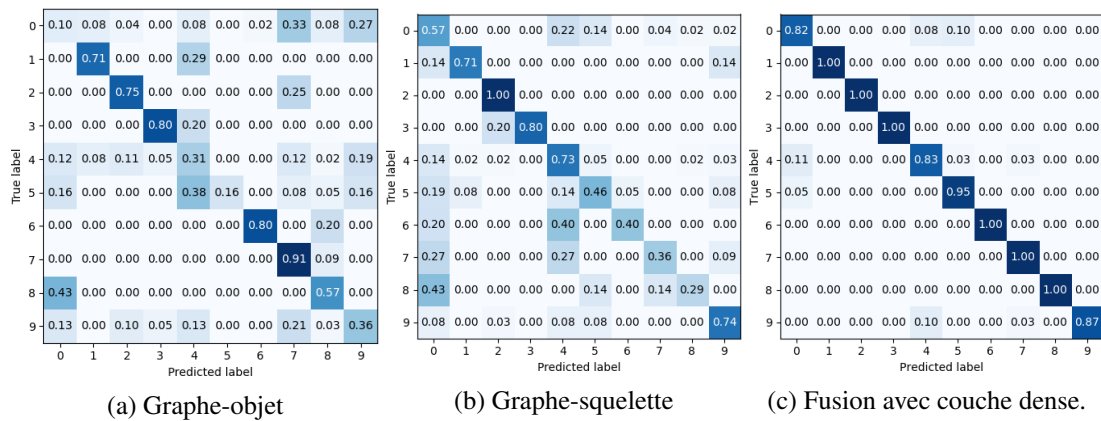 0 0.10 0.08 0.04 0.00 0.08 0.00 0.02 0.33 0.08 0.27
1 0.00 0.71 0.00 0.00 0.29 0.00 0.00 0.00 0.00 0.00
2 0.00 0.00 0.75 0.00 0.00 0.00 0.00 0.25 0.00 0.00
3 0.00 0.00 0.00 0.80 0.20 0.00 0.00 0.00 0.00 0.00
4 0.12 0.08 0.11 0.05 0.31 0.00 0.00 0.12 0.02 0.19
5 0.16 0.00 0.00 0.00 0.38 0.16 0.00 0.08 0.05 0.16
6 0.00 0.00 0.00 0.00 0.00 0.00 0.80 0.00 0.20 0.00
7 0.00 0.00 0.00 0.00 0.00 0.00 0.00 0.91 0.09 0.00
8 0.43 0.00 0.00 0.00 0.00 0.00 0.00 0.00 0.57 0.00
9 0.13 0.00 0.10 0.05 0.13 0.00 0.00 0.21 0.03 0.36
0 1 2 3 4 5 6 7 8 9
True label
Predicted label
(a) Graphe-objet
0 0.57 0.00 0.00 0.00 0.22 0.14 0.00 0.04 0.02 0.02
1 0.14 0.71 0.00 0.00 0.00 0.00 0.00 0.00 0.00 0.14
2 0.00 0.00 1.00 0.00 0.00 0.00 0.00 0.00 0.00 0.00
3 0.00 0.00 0.20 0.80 0.00 0.00 0.00 0.00 0.00 0.00
4 0.14 0.02 0.02 0.00 0.73 0.05 0.00 0.00 0.02 0.03
5 0.19 0.08 0.00 0.00 0.14 0.46 0.05 0.00 0.00 0.08
6 0.20 0.00 0.00 0.00 0.40 0.00 0.40 0.00 0.00 0.00
7 0.27 0.00 0.00 0.00 0.27 0.00 0.00 0.36 0.00 0.09
8 0.43 0.00 0.00 0.00 0.00 0.14 0.00 0.14 0.29 0.00
9 0.08 0.00 0.03 0.00 0.08 0.08 0.00 0.00 0.00 0.74
0 1 2 3 4 5 6 7 8 9
True label
Predicted label
(b) Graphe-squelette
0 0.82 0.00 0.00 0.00 0.08 0.10 0.00 0.00 0.00 0.00
1 0.00 1.00 0.00 0.00 0.00 0.00 0.00 0.00 0.00 0.00
2 0.00 0.00 1.00 0.00 0.00 0.00 0.00 0.00 0.00 0.00
3 0.00 0.00 0.00 1.00 0.00 0.00 0.00 0.00 0.00 0.00
4 0.11 0.00 0.00 0.00 0.83 0.03 0.00 0.03 0.00 0.00
5 0.05 0.00 0.00 0.00 0.00 0.95 0.00 0.00 0.00 0.00
6 0.00 0.00 0.00 0.00 0.00 0.00 1.00 0.00 0.00 0.00
7 0.00 0.00 0.00 0.00 0.00 0.00 0.00 1.00 0.00 0.00
8 0.00 0.00 0.00 0.00 0.00 0.00 0.00 0.00 1.00 0.00
9 0.00 0.00 0.00 0.00 0.10 0.00 0.00 0.03 0.00 0.87
0 1 2 3 4 5 6 7 8 9
True label
Predicted label
(c) Fusion avec couche dense.